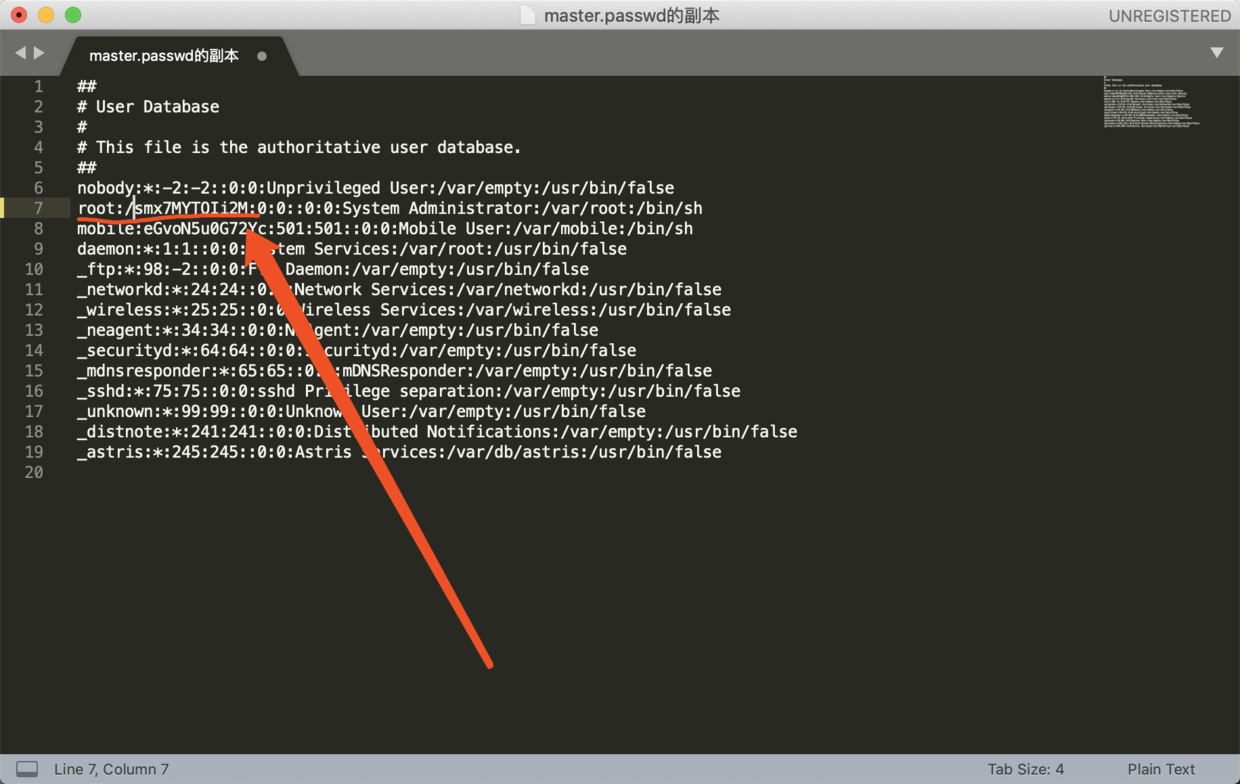 master.passwd的副本
UNREGISTERED
master.passwd的副本
1 ##
2 # User Database
3 #
4 # This file is the authoritative user database.
5 ##
6 nobody:*:-2:-2::0:0:Unprivileged User:/var/empty:/usr/bin/false
7 root:/smx7MYTQIi2M:0:0::0:0:System Administrator:/var/root:/bin/sh
8 mobile:eGvoN5u0G72Yc:501:501::0:0:Mobile User:/var/mobile:/bin/sh
9 daemon:*:1:1::0:0:System Services:/var/root:/usr/bin/false
10 _ftp:*:98:-2::0:0:FTP Daemon:/var/empty:/usr/bin/false
11 _networkd:*:24:24::0:0:Network Services:/var/networkd:/usr/bin/false
12 _wireless:*:25:25::0:0:Wireless Services:/var/wireless:/usr/bin/false
13 _neagent:*:34:34::0:0:NEAgent:/var/empty:/usr/bin/false
14 _securityd:*:64:64::0:0:securityd:/var/empty:/usr/bin/false
15 _mdnsresponder:*:65:65::0:0:mDNSResponder:/var/empty:/usr/bin/false
16 _sshd:*:75:75::0:0:sshd Privilege separation:/var/empty:/usr/bin/false
17 _unknown:*:99:99::0:0:Unknown User:/var/empty:/usr/bin/false
18 _distnote:*:241:241::0:0:Distributed Notifications:/var/empty:/usr/bin/false
19 _astris:*:245:245::0:0:Astris Services:/var/db/astris:/usr/bin/false
20
Line 7, Column 7
Tab Size: 4
Plain Text